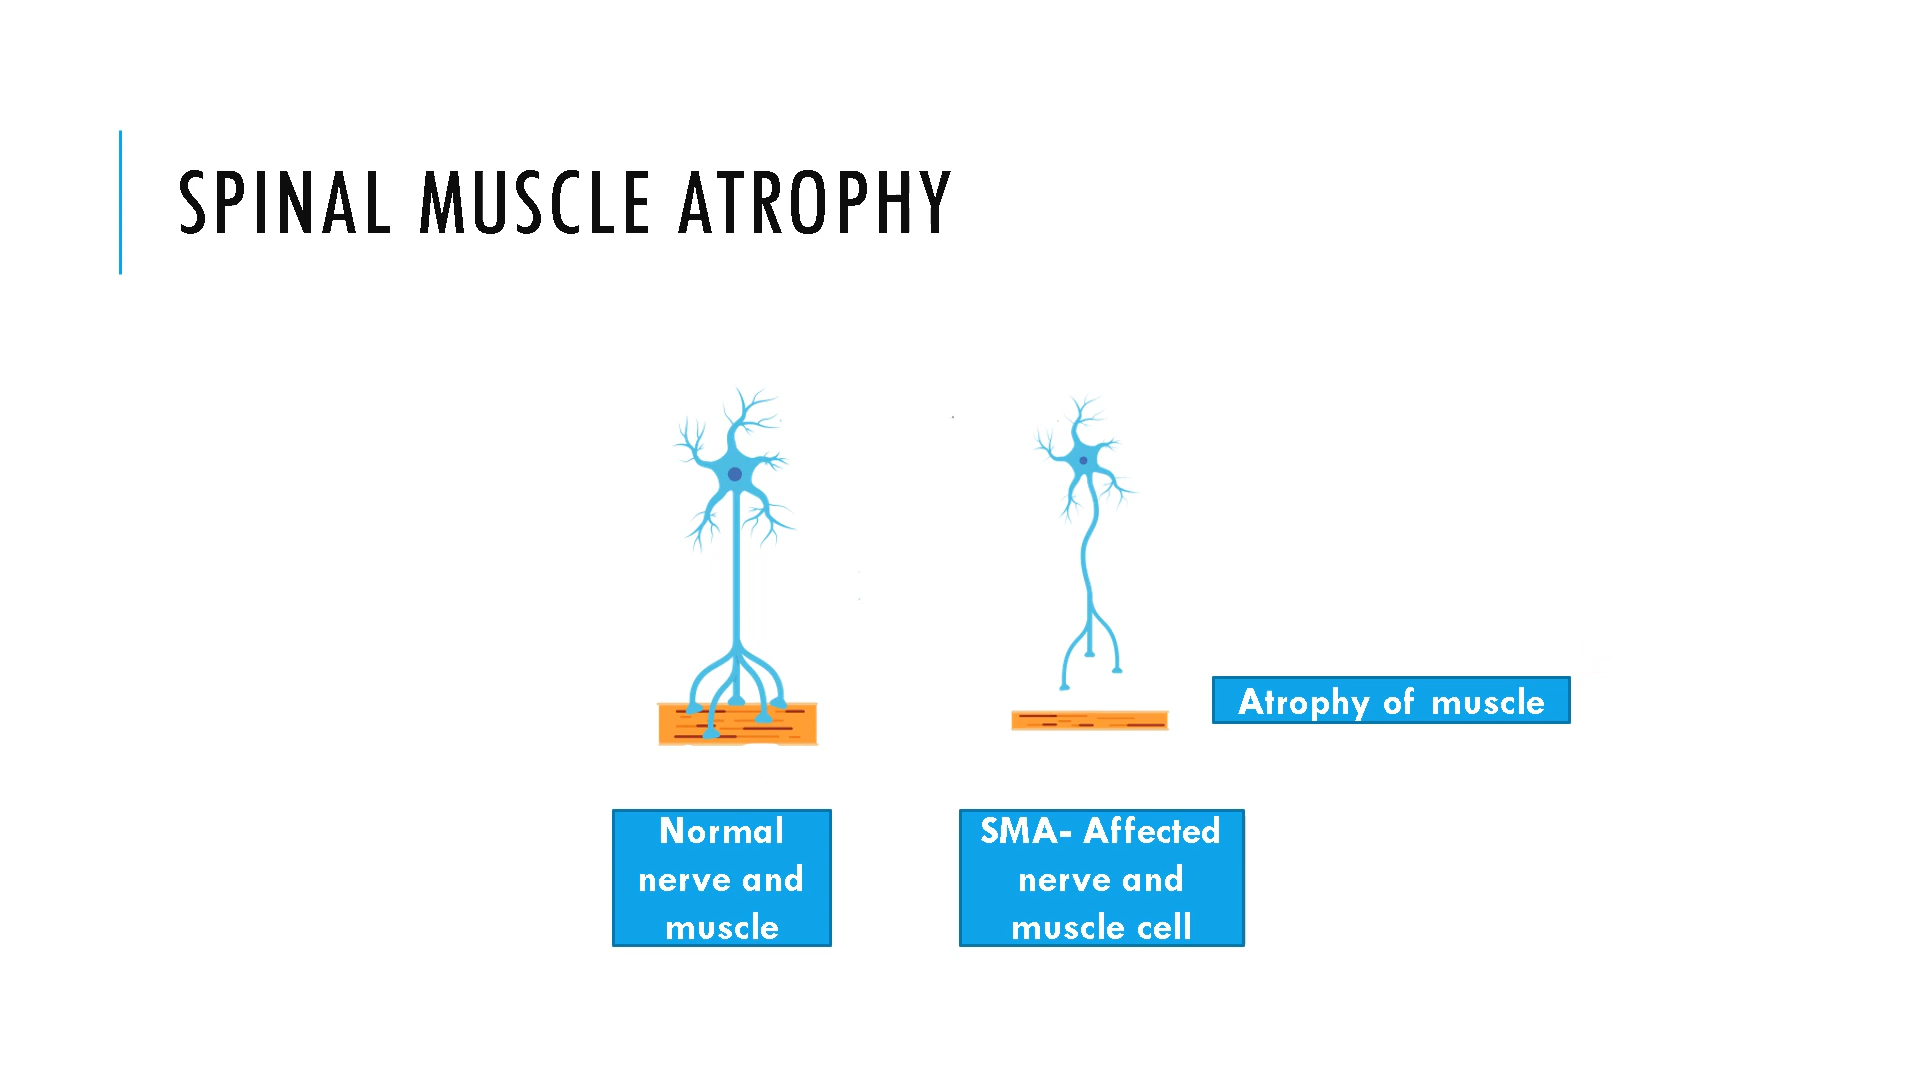 SPINAL MUSCLE ATROPHY
Atrophy of muscle
Normal
nerve and
muscle
SMA- Affected
nerve and
muscle cell